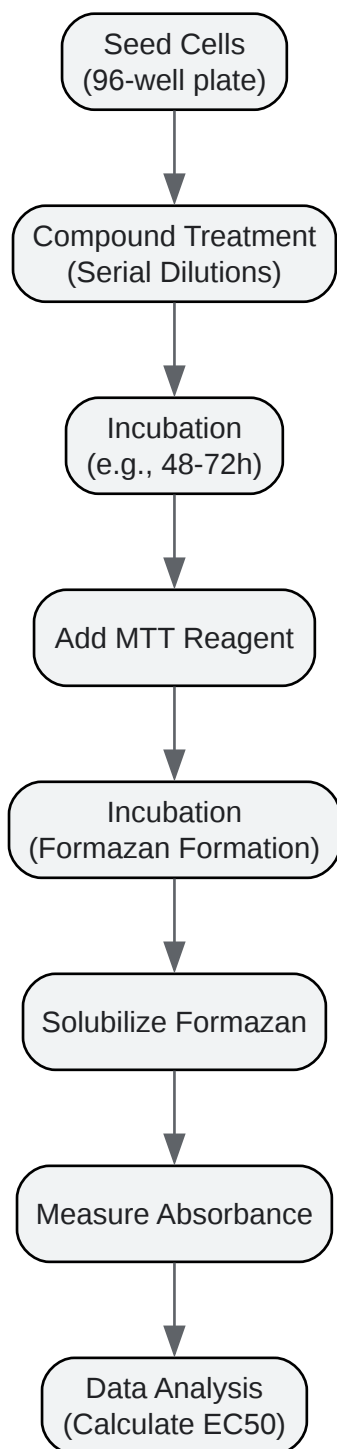 Seed Cells
(96-well plate)
Compound Treatment
(Serial Dilutions)
Incubation
(e.g., 48-72h)
Add MTT Reagent
Incubation
(Formazan Formation)
Solubilize Formazan
Measure Absorbance
Data Analysis
(Calculate EC50)